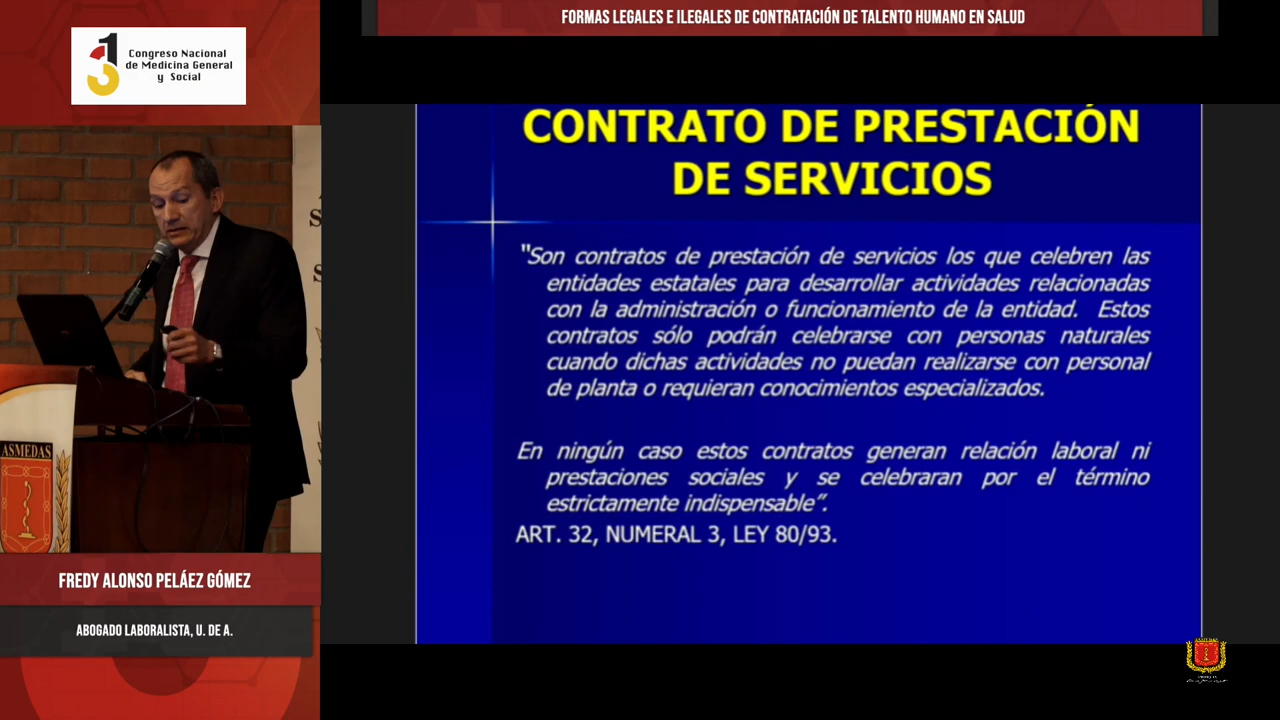 FORMAS LEGALES E ILEGALES DE CONTRATACIÓN DE TALENTO HUMANO EN SALUD
13
Congreso Nacional
de Medicina General
y Social
CONTRATO DE PRESTACIÓN
DE SERVICIOS
"Son contratos de prestación de servicios los que celebren las
entidades estatales para desarrollar actividades relacionadas
con la administración o funcionamiento de la entidad. Estos
contratos sólo podrán celebrarse con personas naturales
cuando dichas actividades no puedan realizarse con personal
de planta o requieran conocimientos especializados.
En ningún caso estos contratos generan relación laboral ni
prestaciones sociales y se celebraran por el término
estrictamente indispensable".
ART. 32, NUMERAL 3, LEY 80/93.
ASMEDAS
FREDY ALONSO PELÁEZ GÓMEZ
ABOGADO LABORALISTA, U. DE A.